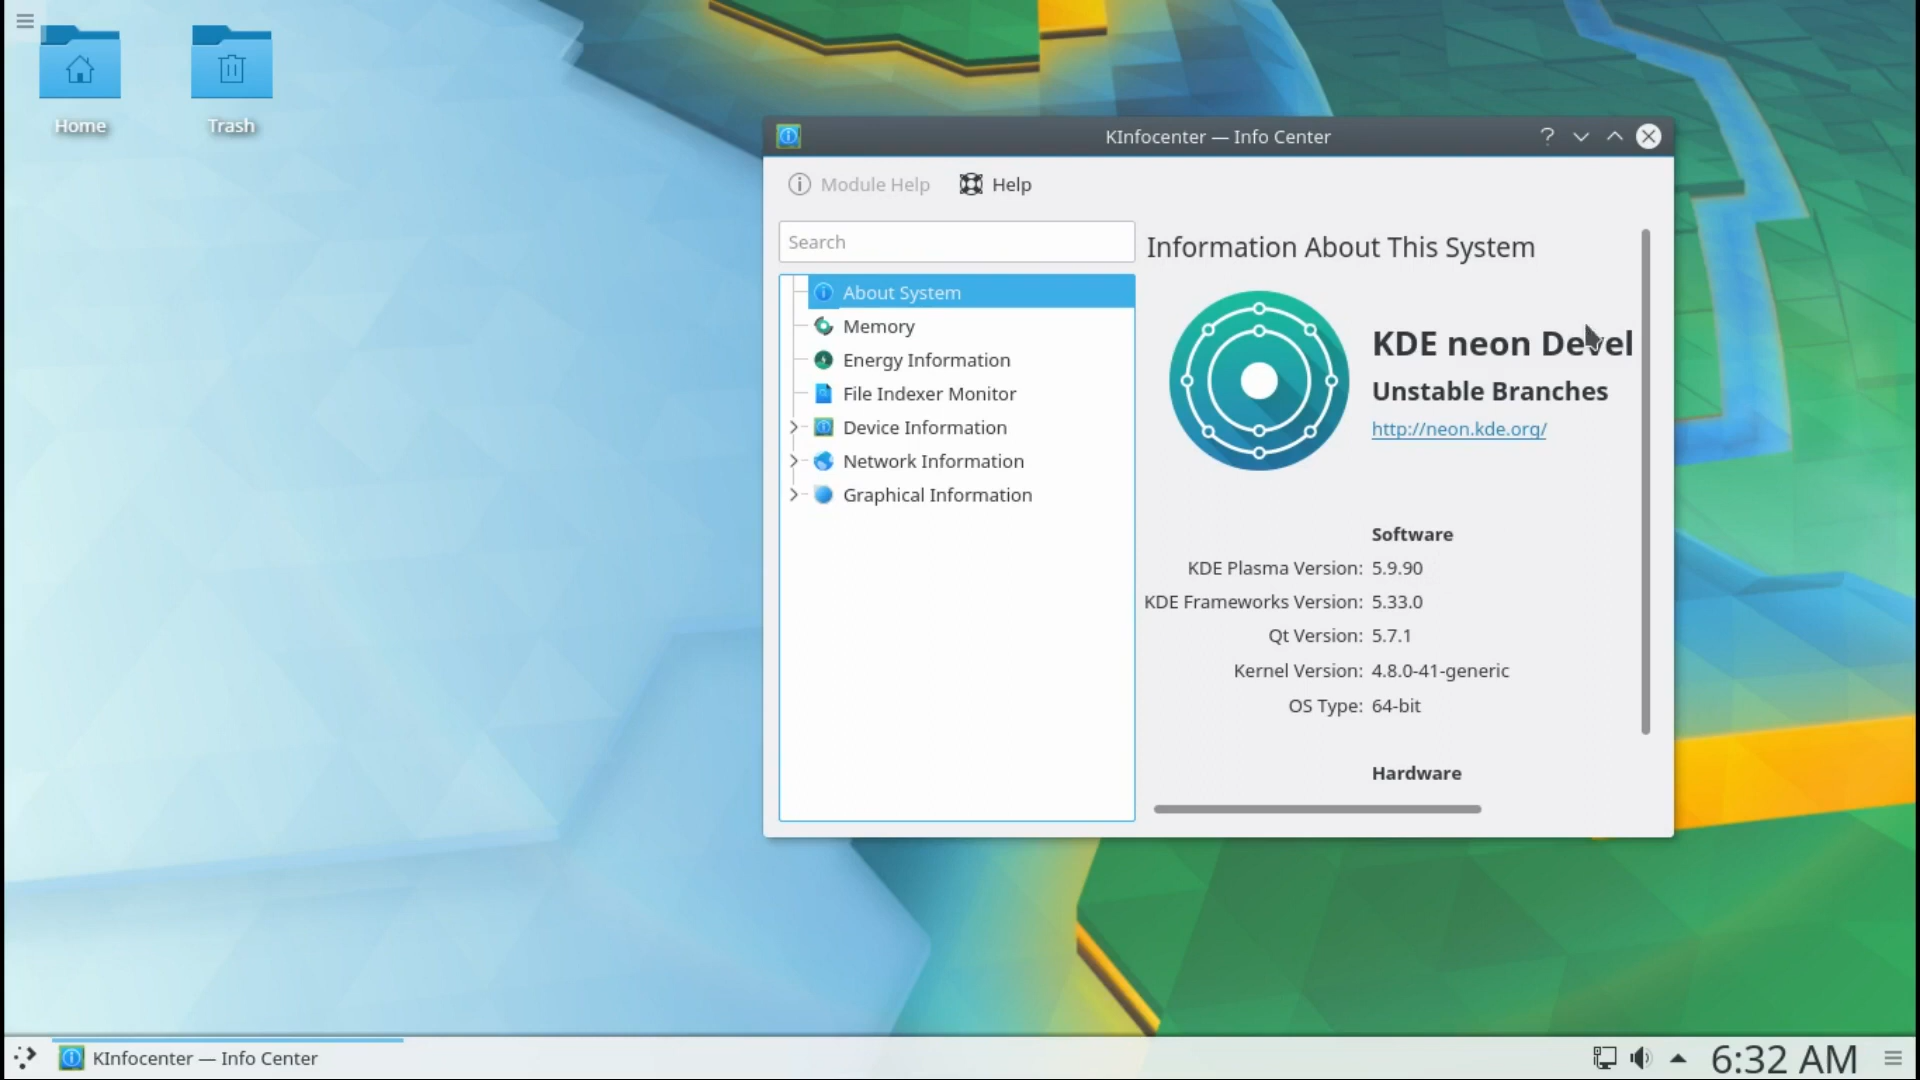 Home
Trash
KInfocenter — Info Center
Module Help
Help
Search
About System
Memory
Energy Information
File Indexer Monitor
Device Information
Network Information
Graphical Information
Information About This System
KDE neon Devel
Unstable Branches
http://neon.kde.org/
Software
KDE Plasma Version: 5.9.90
KDE Frameworks Version: 5.33.0
Qt Version: 5.7.1
Kernel Version: 4.8.0-41-generic
OS Type: 64-bit
Hardware
KInfocenter — Info Center
6:32 AM